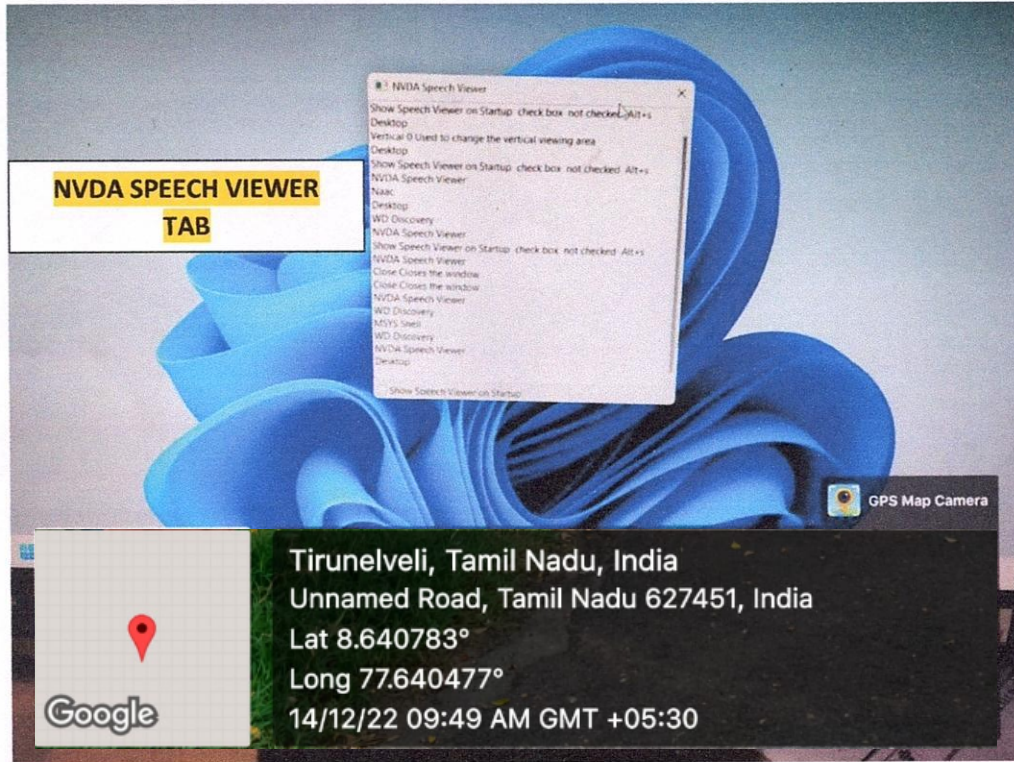 NVDA Speech Viewer
Show Speech Viewer on Startup check box not checked Alt+s
Desktop
Vertical 0 Used to change the vertical viewing area
Desktop
Show Speech Viewer on Startup check box not checked Alt+s
NVDA Speech Viewer
Naac
Desktop
WD Discovery
NVDA Speech Viewer
Show Speech Viewer on Startup check box not checked Alt+s
NVDA Speech Viewer
Close Closes the window
Close Closes the window
NVDA Speech Viewer
WD Discovery
MSYS Shell
WD Discovery
NVDA Speech Viewer
Desktop
Show Speech Viewer on Startup
NVDA SPEECH VIEWER
TAB
GPS Map Camera
Google
Tirunelveli, Tamil Nadu, India
Unnamed Road, Tamil Nadu 627451, India
Lat 8.640783°
Long 77.640477°
14/12/22 09:49 AM GMT +05:30